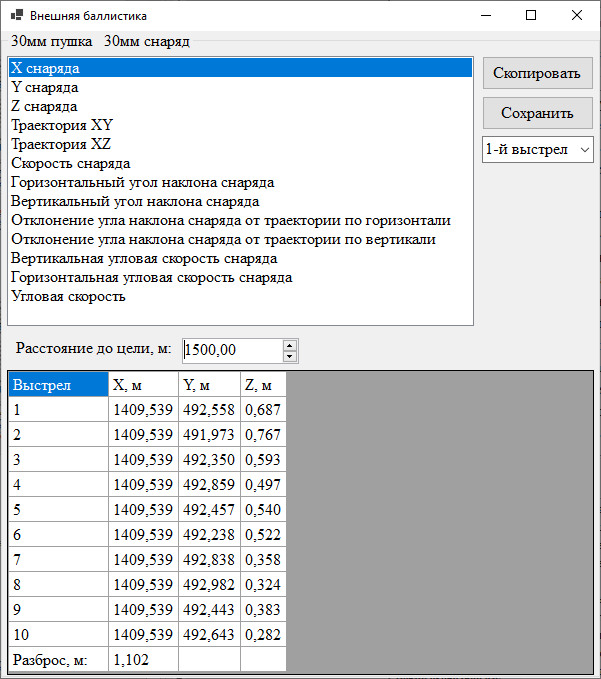 Внешняя баллистика
30мм пушка 30мм снаряд
X снаряда
Y снаряда
Z снаряда
Траектория XY
Траектория XZ
Скорость снаряда
Горизонтальный угол наклона снаряда
Вертикальный угол наклона снаряда
Отклонение угла наклона снаряда от траектории по горизонтали
Отклонение угла наклона снаряда от траектории по вертикали
Вертикальная угловая скорость снаряда
Горизонтальная угловая скорость снаряда
Угловая скорость
Скопировать
Сохранить
1-й выстрел
Расстояние до цели, м: 1500,00
Выстрел X, м Y, м Z, м
1 1409,539 492,558 0,687
2 1409,539 491,973 0,767
3 1409,539 492,350 0,593
4 1409,539 492,859 0,497
5 1409,539 492,457 0,540
6 1409,539 492,238 0,522
7 1409,539 492,838 0,358
8 1409,539 492,982 0,324
9 1409,539 492,443 0,383
10 1409,539 492,643 0,282
Разброс, м: 1,102